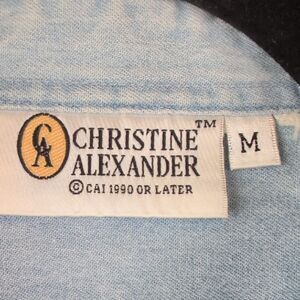 CA
CHRISTINE™
ALEXANDER
© CAI 1990 OR LATER
M